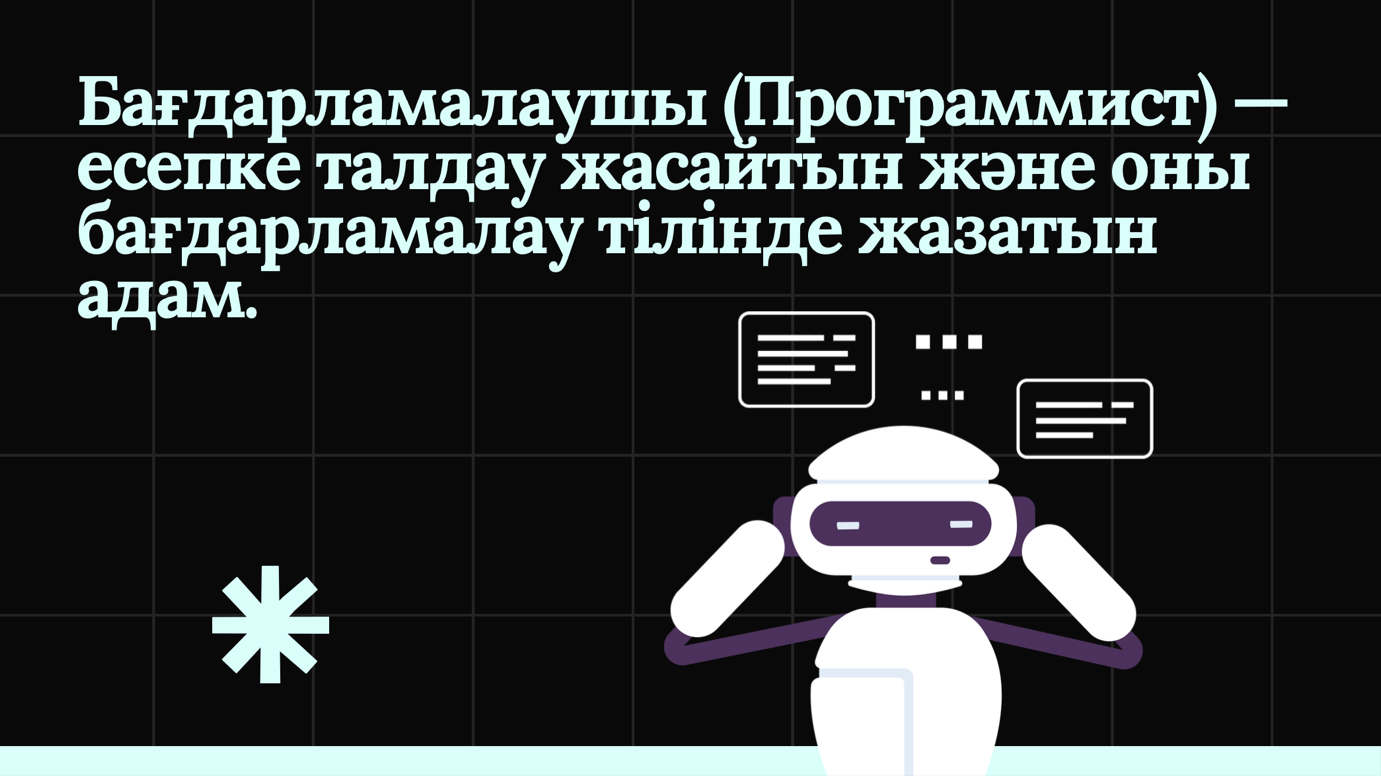 Бағдарламалаушы (Программист) —
есепке талдау жасайтын және оны
бағдарламалау тілінде жазатын
адам.